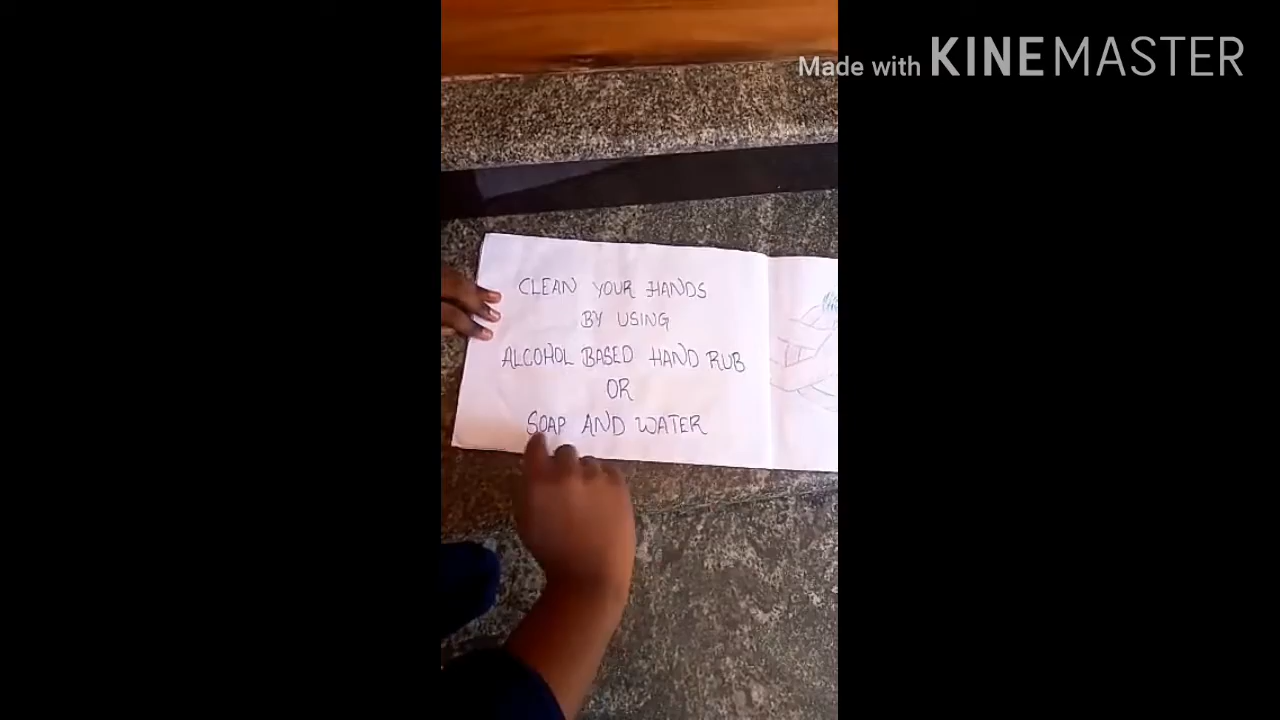 Made with KINEMASTER
CLEAN YOUR HANDS
BY USING
ALCOHOL BASED HAND RUB
OR
SOAP AND WATER